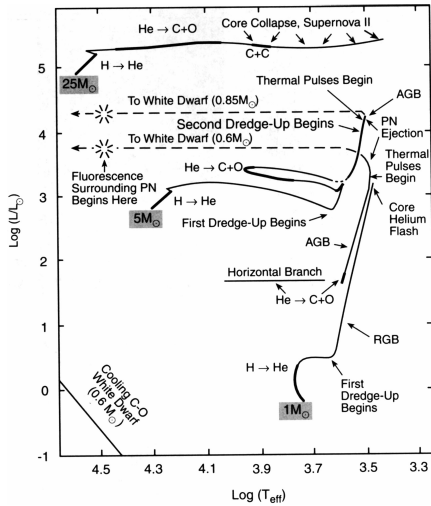 He → C+O
Core Collapse, Supernova II
C+C
H → He
25M☉
Thermal Pulses Begin
AGB
To White Dwarf (0.85M☉)
PN
Ejection
Second Dredge-Up Begins
To White Dwarf (0.6M☉)
Thermal
Pulses
Begin
He → C+O
Fluorescence
Surrounding PN
Begins Here
H → He
5M☉
First Dredge-Up Begins
Core
Helium
Flash
AGB
Horizontal Branch
He → C+O
RGB
H → He
First
Dredge-Up
Begins
1M☉
Cooling C-O
White Dwarf
(0.6 M☉)
Log (L/L☉)
5
4
3
2
1
0
-1
4.5
4.3
4.1
3.9
3.7
3.5
3.3
Log (Teff)